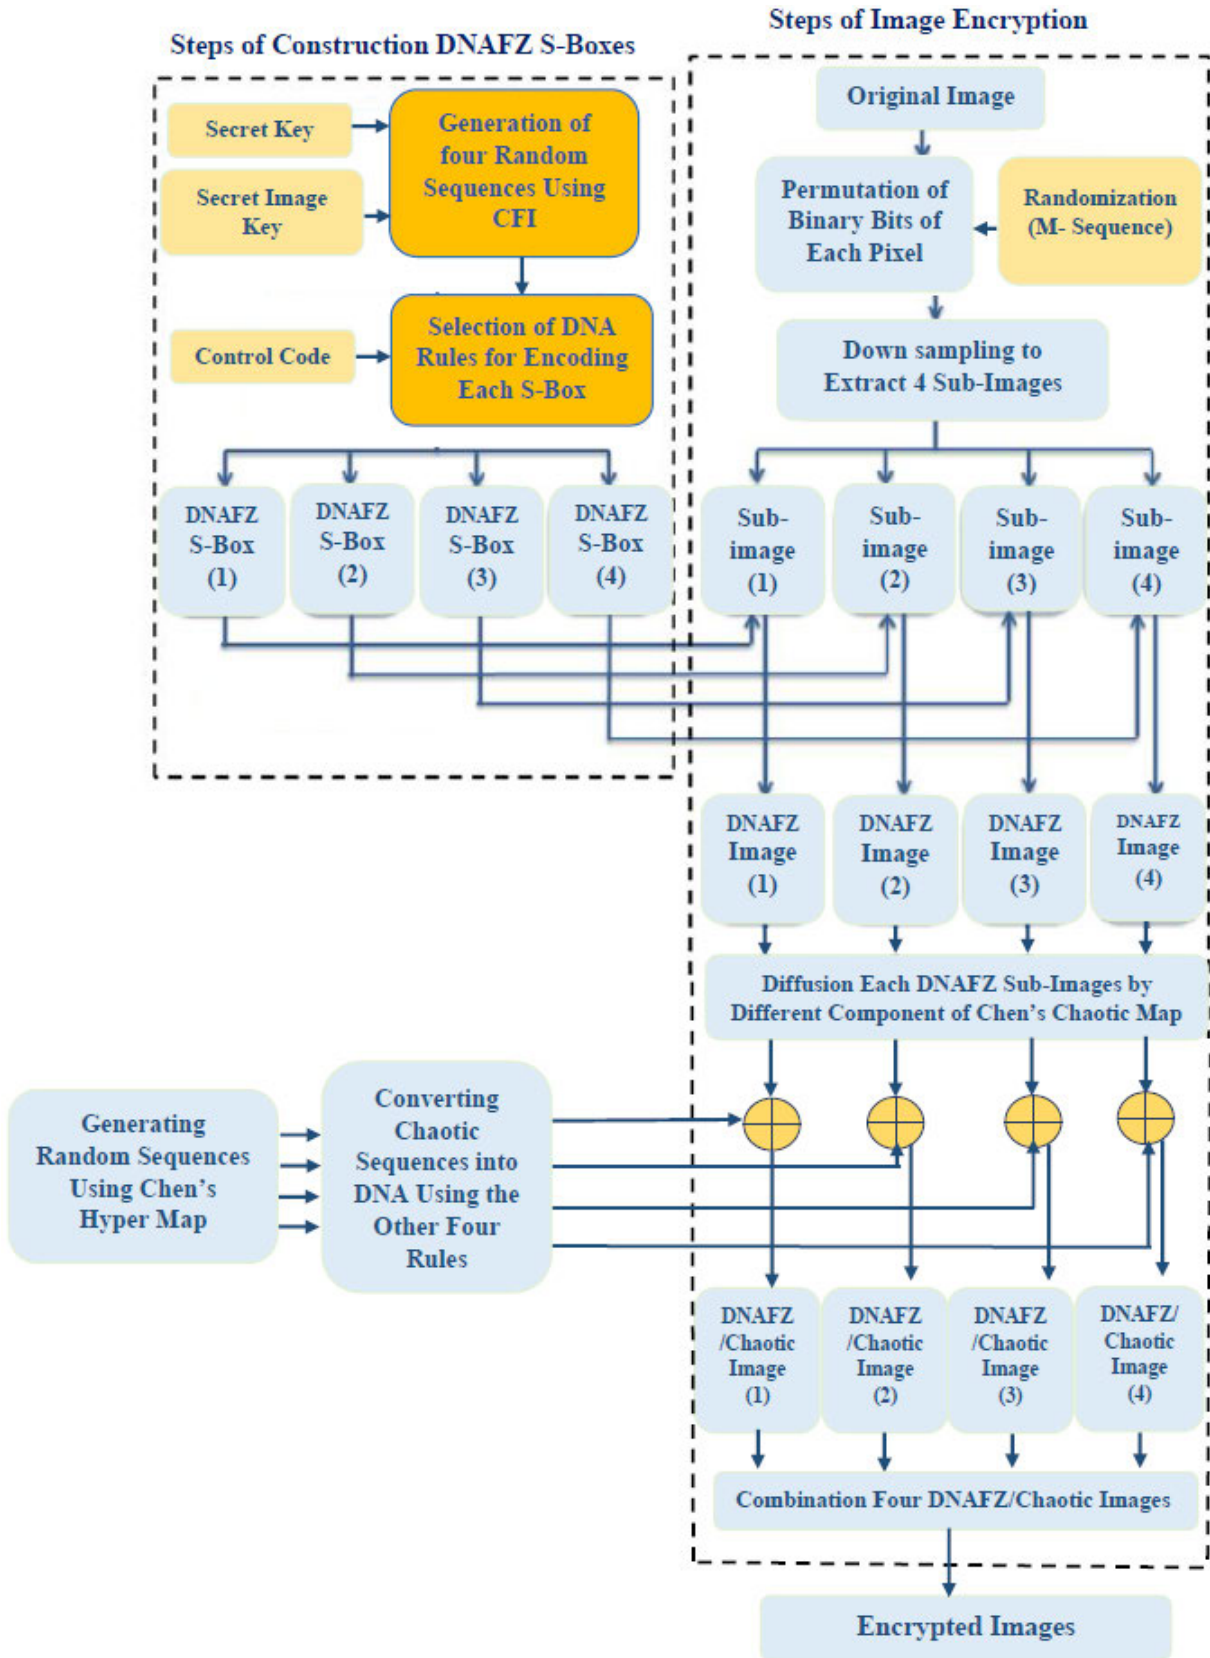 Steps of Construction DNAFZ S-Boxes
Secret Key
Secret Image
Key
Generation of
four Random
Sequences Using
CFI
Control Code
Selection of DNA
Rules for Encoding
Each S-Box
DNAFZ
S-Box
(1)
DNAFZ
S-Box
(2)
DNAFZ
S-Box
(3)
DNAFZ
S-Box
(4)
Steps of Image Encryption
Original Image
Permutation of
Binary Bits of
Each Pixel
Randomization
(M- Sequence)
Down sampling to
Extract 4 Sub-Images
Sub-
image
(1)
Sub-
image
(2)
Sub-
image
(3)
Sub-
image
(4)
DNAFZ
Image
(1)
DNAFZ
Image
(2)
DNAFZ
Image
(3)
DNAFZ
Image
(4)
Diffusion Each DNAFZ Sub-Images by
Different Component of Chen's Chaotic Map
Generating
Random Sequences
Using Chen's
Hyper Map
Converting
Chaotic
Sequences into
DNA Using the
Other Four
Rules
DNAFZ
/Chaotic
Image
(1)
DNAFZ
/Chaotic
Image
(2)
DNAFZ
/Chaotic
Image
(3)
DNAFZ/
Chaotic
Image
(4)
Combination Four DNAFZ/Chaotic Images
Encrypted Images